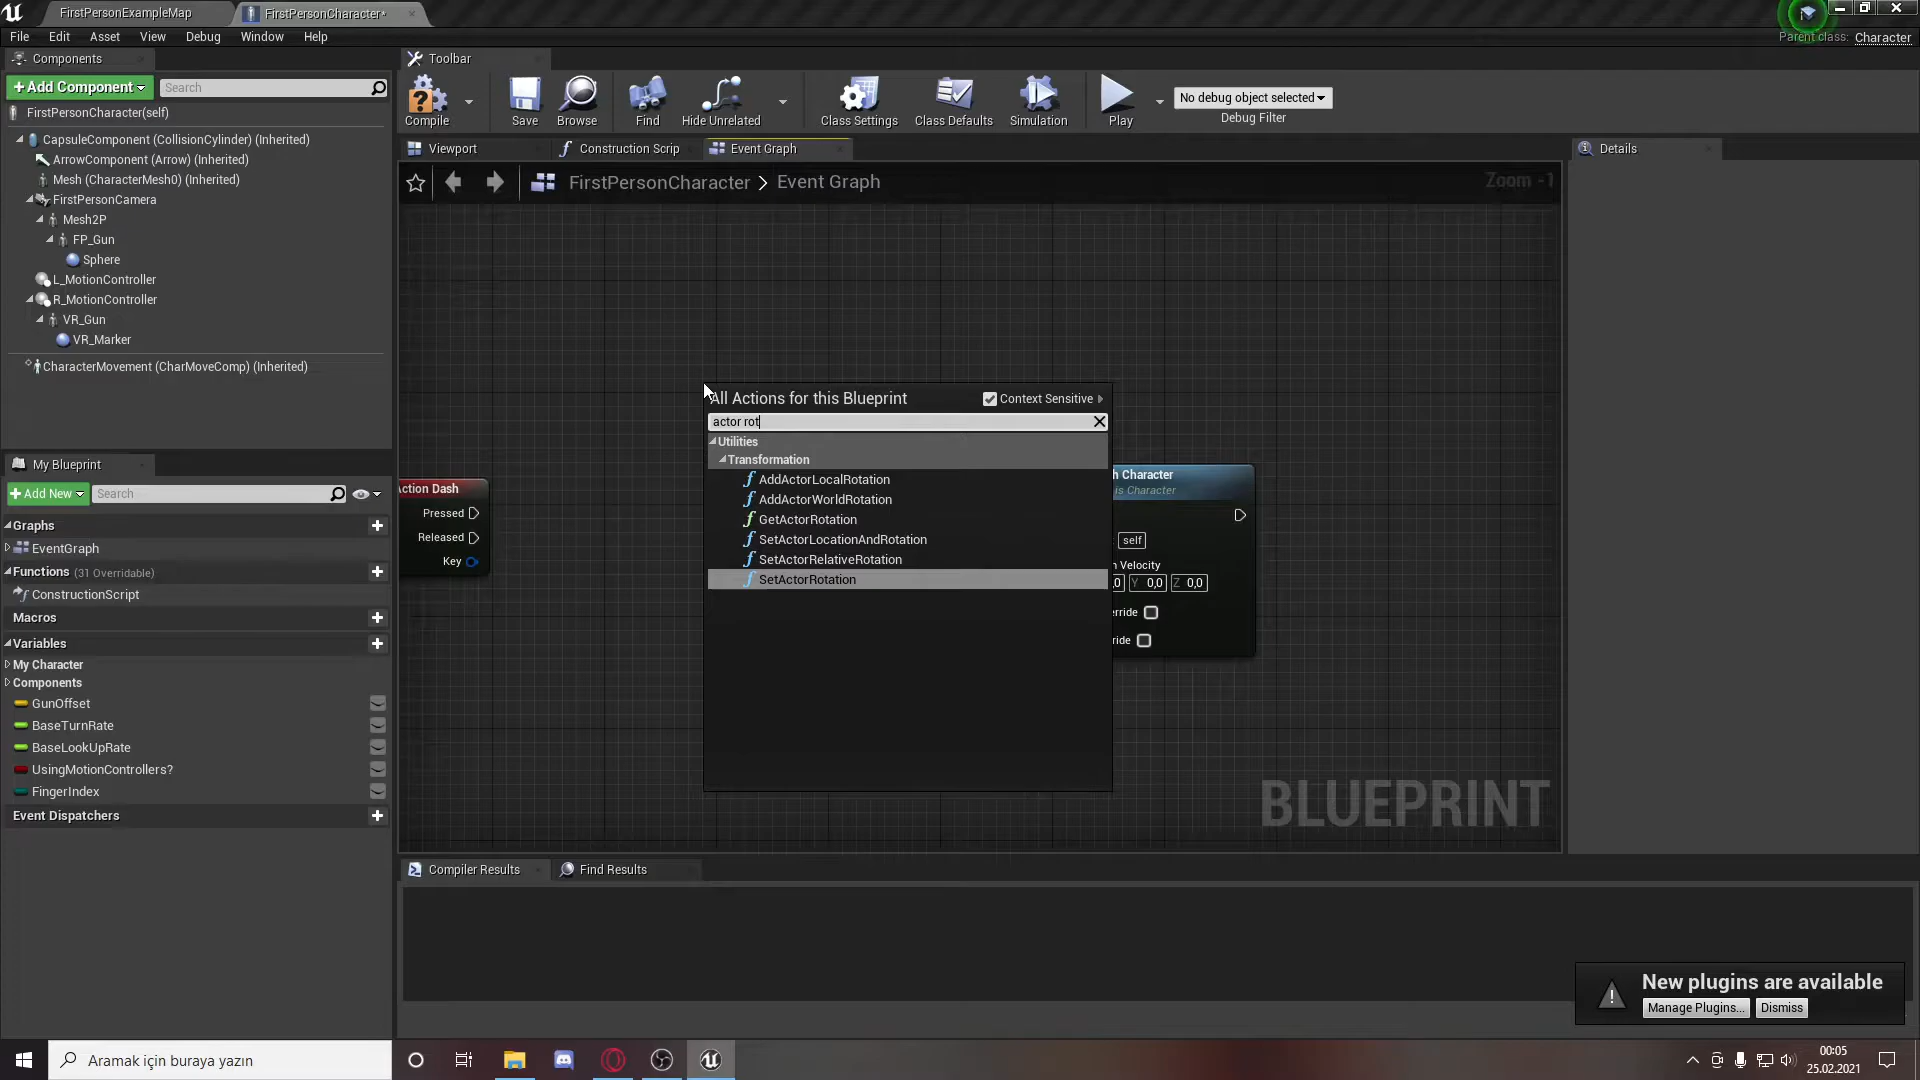 FirstPersonExampleMap
FirstPersonCharacter*
File Edit Asset View Debug Window Help
Parent class: Character
Components
Toolbar
+Add Component
Search
FirstPersonCharacter(self)
CapsuleComponent (CollisionCylinder) (Inherited)
ArrowComponent (Arrow) (Inherited)
Mesh (CharacterMesh0) (Inherited)
FirstPersonCamera
Mesh2P
FP_Gun
Sphere
L_MotionController
R_MotionController
VR_Gun
VR_Marker
CharacterMovement (CharMoveComp) (Inherited)
Compile
Save
Browse
Find
Hide Unrelated
Class Settings
Class Defaults
Simulation
Play
No debug object selected
Debug Filter
Viewport
Construction Scrip
Event Graph
Details
FirstPersonCharacter > Event Graph
Zoom -1
All Actions for this Blueprint
Context Sensitive
actor rot
Utilities
Transformation
AddActorLocalRotation
AddActorWorldRotation
GetActorRotation
SetActorLocationAndRotation
SetActorRelativeRotation
SetActorRotation
ction Dash
Pressed
Released
Key
h Character
is Character
self
h Velocity
,0 Y 0,0 Z 0,0
erride
ride
BLUEPRINT
My Blueprint
+Add New
Search
Graphs
EventGraph
Functions (31 Overridable)
ConstructionScript
Macros
Variables
My Character
Components
GunOffset
BaseTurnRate
BaseLookUpRate
UsingMotionControllers?
FingerIndex
Event Dispatchers
Compiler Results
Find Results
New plugins are available
Manage Plugins...
Dismiss
Aramak için buraya yazın
00:05
25.02.2021